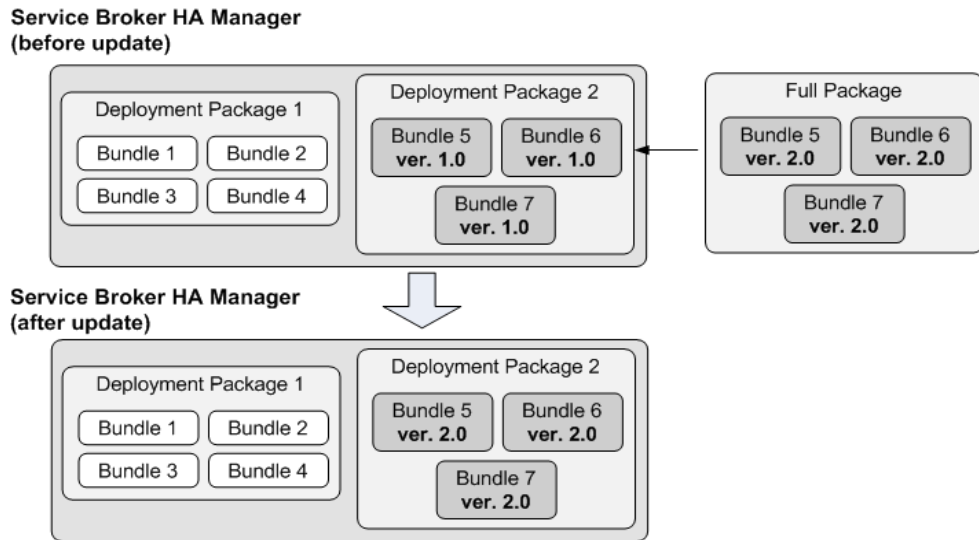 Service Broker HA Manager
(before update)
Deployment Package 1
Bundle 1
Bundle 2
Bundle 3
Bundle 4
Deployment Package 2
Bundle 5
ver. 1.0
Bundle 6
ver. 1.0
Bundle 7
ver. 1.0
Full Package
Bundle 5
ver. 2.0
Bundle 6
ver. 2.0
Bundle 7
ver. 2.0
Service Broker HA Manager
(after update)
Deployment Package 1
Bundle 1
Bundle 2
Bundle 3
Bundle 4
Deployment Package 2
Bundle 5
ver. 2.0
Bundle 6
ver. 2.0
Bundle 7
ver. 2.0